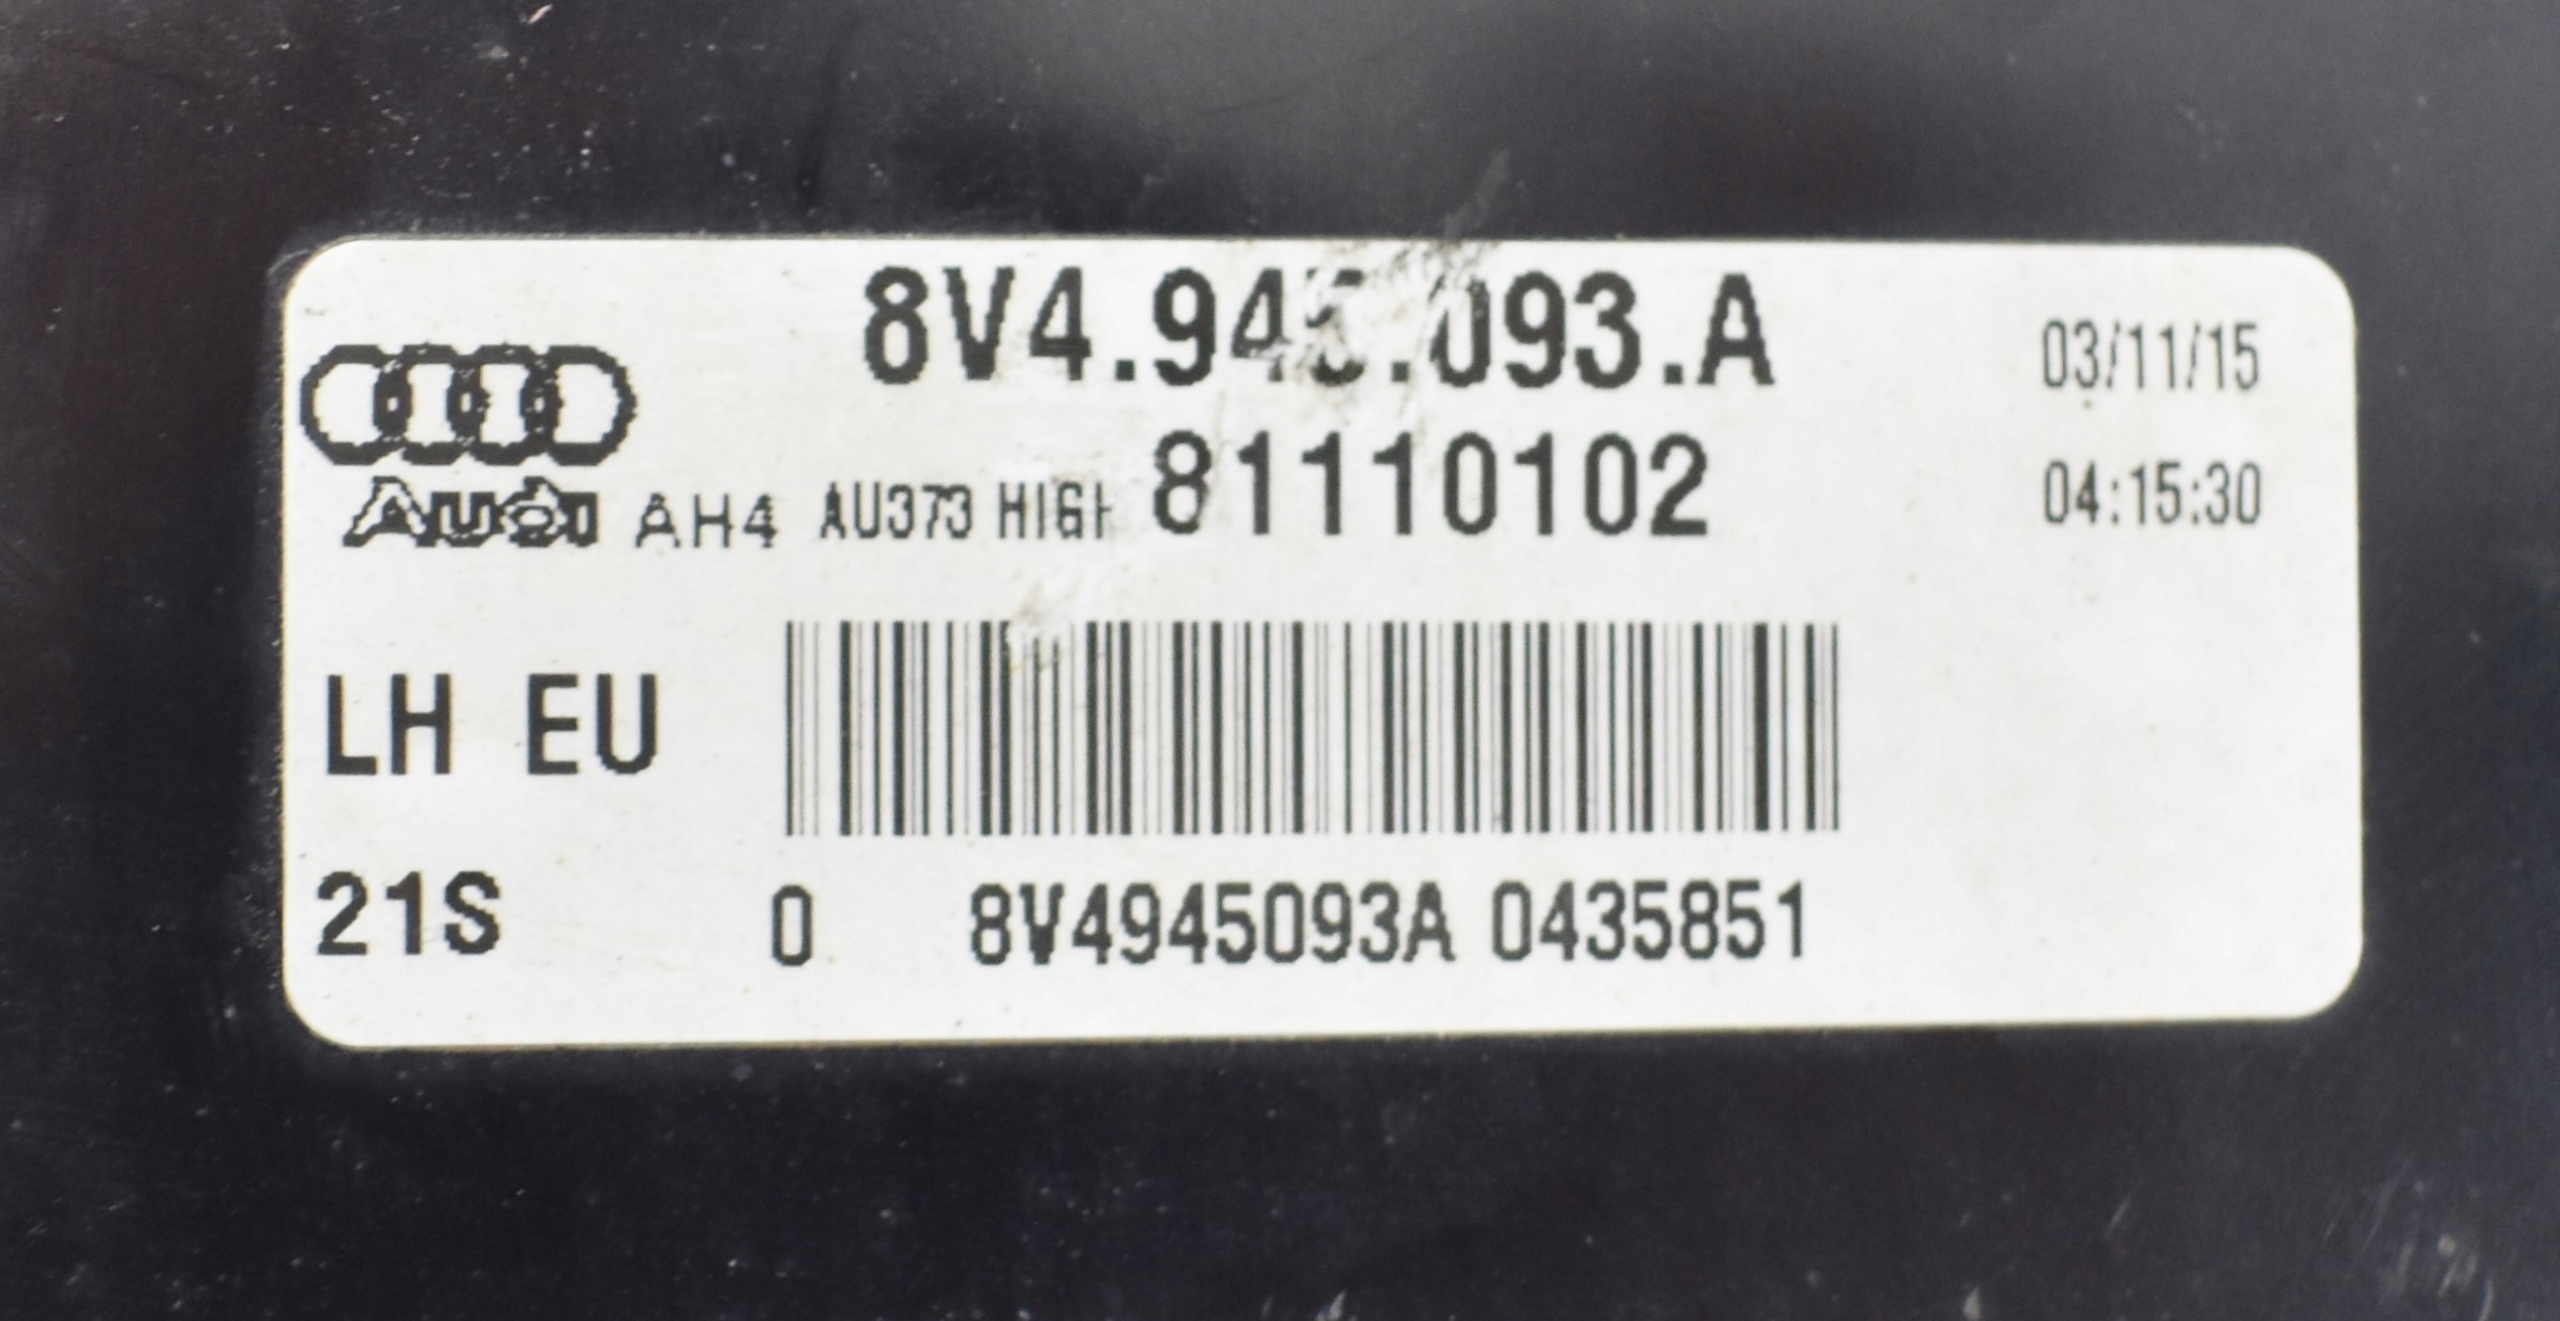 8V4.945.093.A
03/11/15
Audi AH4 AU373 HIGH 81110102
04:15:30
LH EU
21S 0 8V4945093A 0435851